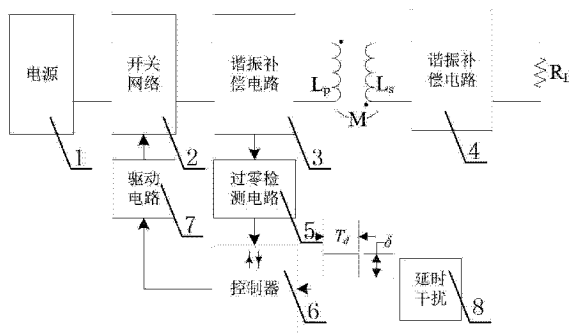 电源
开关
网络
谐振补
偿电路
Lp
Ls
M
谐振补
偿电路
RL
1
2
3
4
驱动
电路
过零检
测电路
7
5
Td
δ
控制器
6
延时
干扰
8